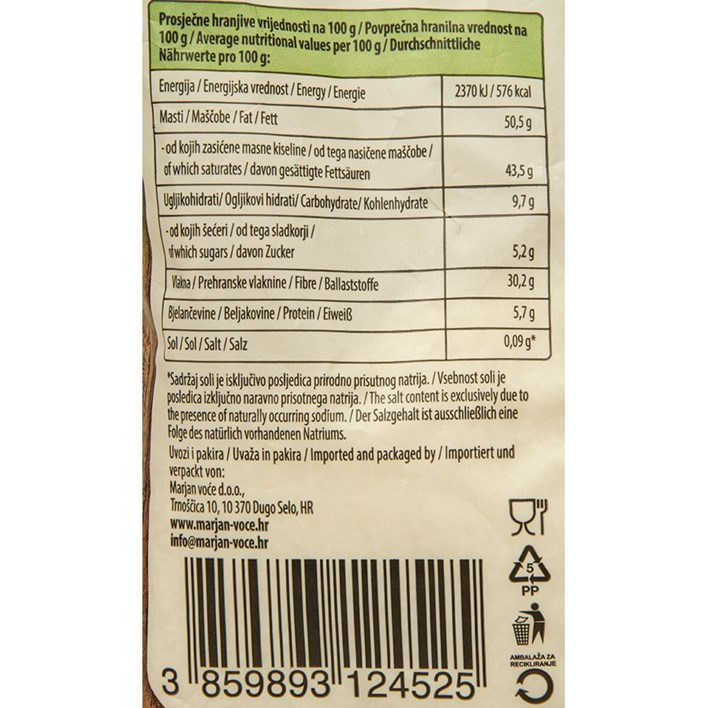 Prosječne hranjive vrijednosti na 100 g / Povprečna hranilna vrednost na
100 g / Average nutritional values per 100 g / Durchschnittliche
Nährwerte pro 100 g:
Energija / Energijska vrednost / Energy / Energie 2370 kJ / 576 kcal
Masti / Maščobe / Fat / Fett 50,5 g
- od kojih zasićene masne kiseline / od tega nasičene maščobe /
of which saturates / davon gesättigte Fettsäuren 43,5 g
Ugljikohidrati/ Ogljikovi hidrati/ Carbohydrate/ Kohlenhydrate 9,7 g
- od kojih šećeri / od tega sladkorji /
of which sugars / davon Zucker 5,2 g
Vlakna / Prehranske vlaknine / Fibre / Ballaststoffe 30,2 g
Bjelančevine / Beljakovine / Protein / Eiweiß 5,7 g
Sol / Sol / Salt / Salz 0,09 g*
*Sadržaj soli je isključivo posljedica prirodno prisutnog natrija. / Vsebnost soli je
posledica izključno naravno prisotnega natrija. / The salt content is exclusively due to
the presence of naturally occurring sodium. / Der Salzgehalt ist ausschließlich eine
Folge des natürlich vorhandenen Natriums.
Uvozi i pakira / Uvaža in pakira / Imported and packaged by / Importiert und
verpackt von:
Marjan voće d.o.o.,
Trnoščica 10, 10 370 Dugo Selo, HR
www.marjan-voce.hr
info@marjan-voce.hr
5
PP
AMBALAŽA ZA
RECIKLIRANJE
3 859893 124525